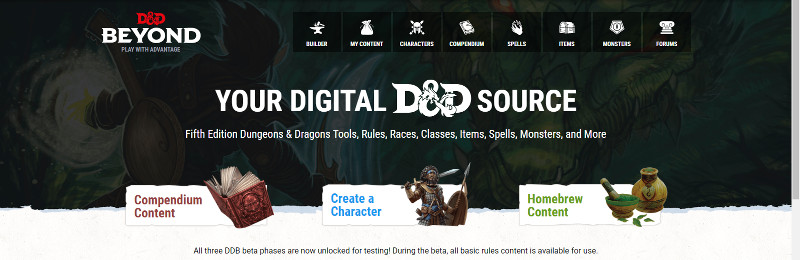 D&D
BEYOND
PLAY WITH ADVANTAGE
BUILDER
MY CONTENT
CHARACTERS
COMPENDIUM
SPELLS
ITEMS
MONSTERS
FORUMS
YOUR DIGITAL D&D SOURCE
Fifth Edition Dungeons & Dragons Tools, Rules, Races, Classes, Items, Spells, Monsters, and More
Compendium
Content
Create a
Character
Homebrew
Content
All three DDB beta phases are now unlocked for testing! During the beta, all basic rules content is available for use.